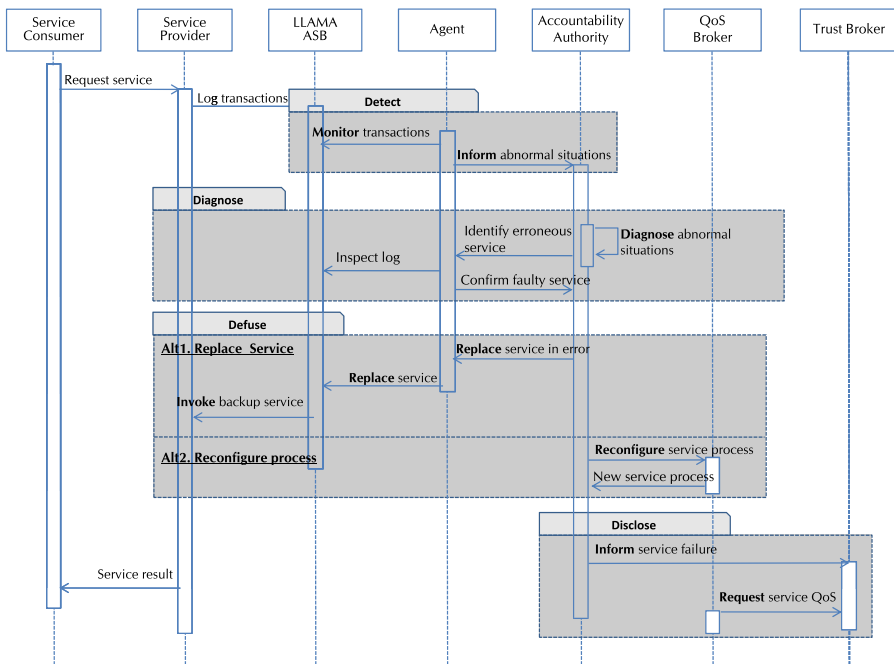 Service
Consumer
Service
Provider
LLAMA
ASB
Agent
Accountability
Authority
QoS
Broker
Trust Broker
Request service
Log transactions
Detect
Monitor transactions
Inform abnormal situations
Diagnose
Identify erroneous
service
Diagnose abnormal
situations
Inspect log
Confirm faulty service
Defuse
Alt1. Replace Service
Replace service in error
Replace service
Invoke backup service
Alt2. Reconfigure process
Reconfigure service process
New service process
Disclose
Inform service failure
Service result
Request service QoS